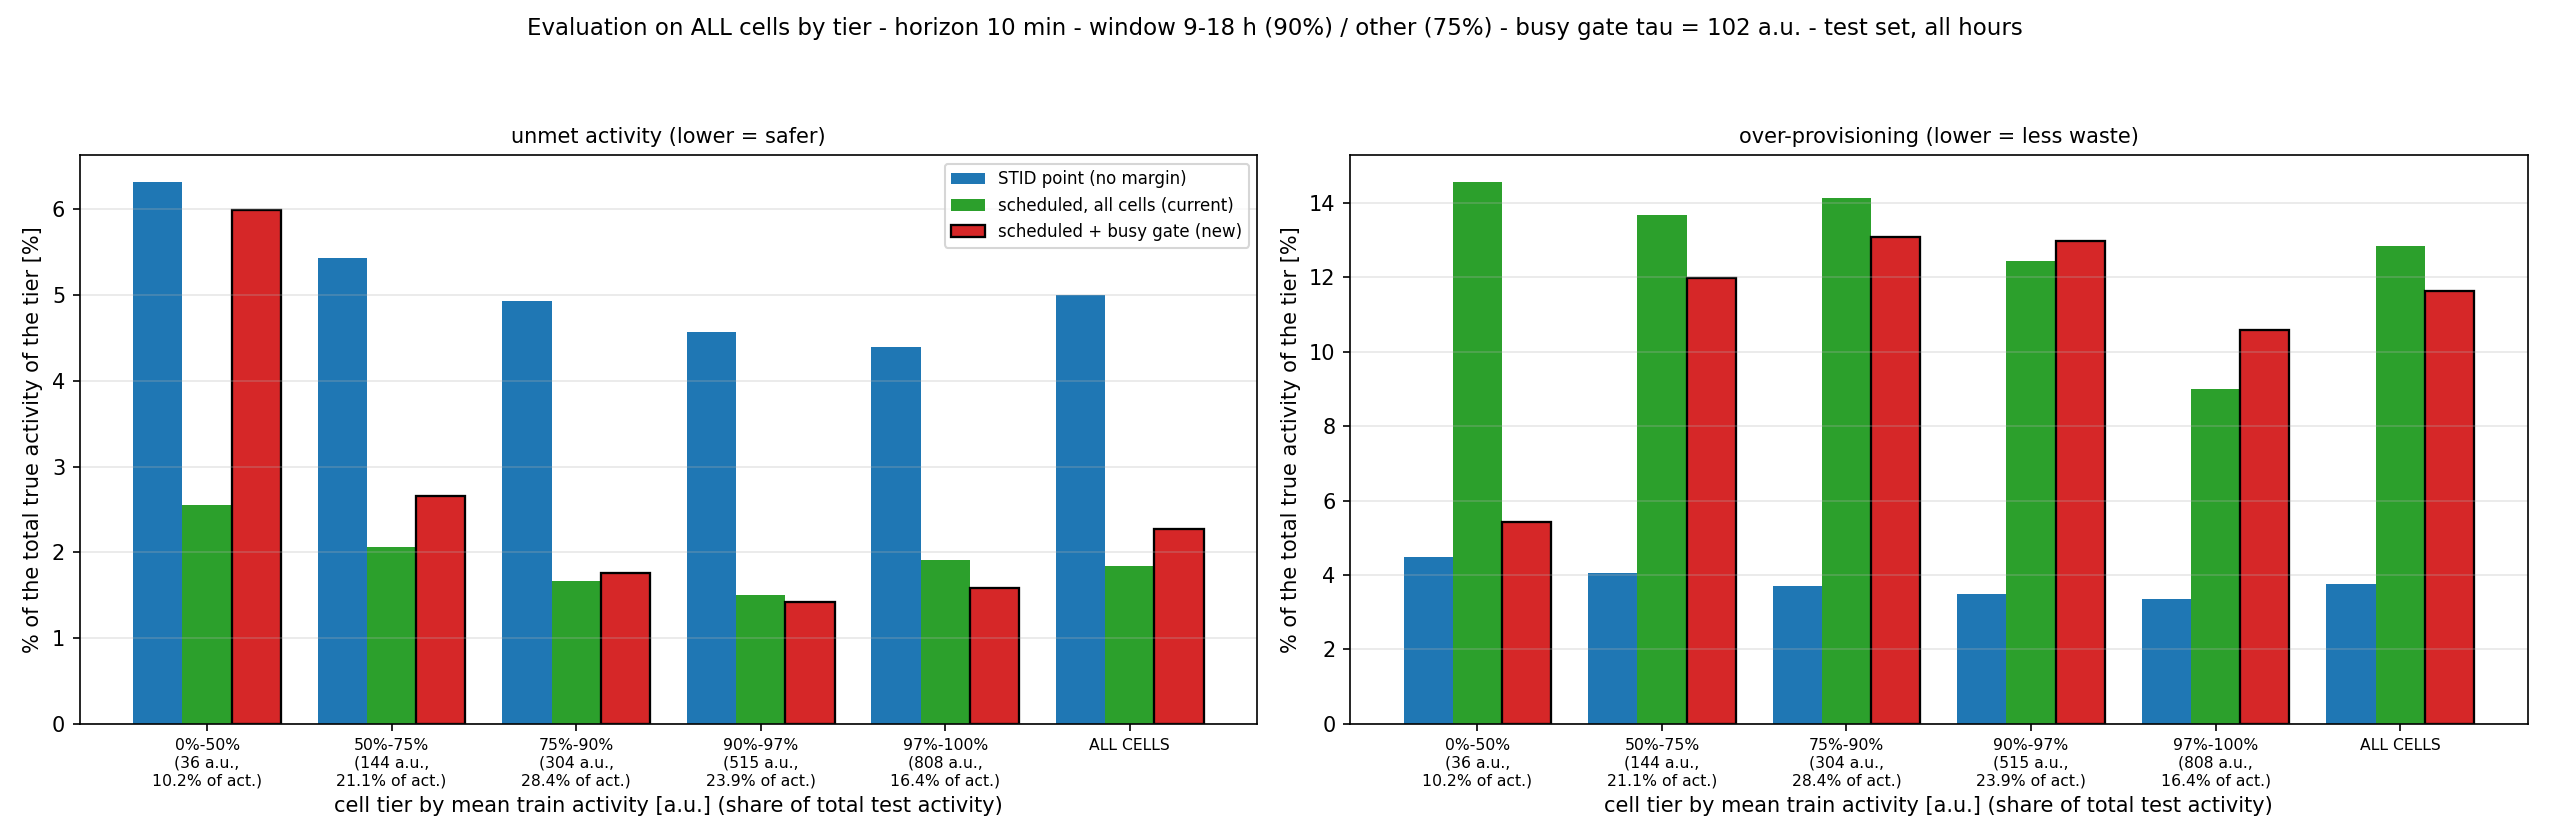 Evaluation on ALL cells by tier - horizon 10 min - window 9-18 h (90%) / other (75%) - busy gate tau = 102 a.u. - test set, all hours
unmet activity (lower = safer)
% of the total true activity of the tier [%]
6
5
4
3
2
1
0
STID point (no margin)
scheduled, all cells (current)
scheduled + busy gate (new)
0%-50%
(36 a.u.,
10.2% of act.)
50%-75%
(144 a.u.,
21.1% of act.)
75%-90%
(304 a.u.,
28.4% of act.)
90%-97%
(515 a.u.,
23.9% of act.)
97%-100%
(808 a.u.,
16.4% of act.)
ALL CELLS
cell tier by mean train activity [a.u.] (share of total test activity)
over-provisioning (lower = less waste)
% of the total true activity of the tier [%]
14
12
10
8
6
4
2
0
0%-50%
(36 a.u.,
10.2% of act.)
50%-75%
(144 a.u.,
21.1% of act.)
75%-90%
(304 a.u.,
28.4% of act.)
90%-97%
(515 a.u.,
23.9% of act.)
97%-100%
(808 a.u.,
16.4% of act.)
ALL CELLS
cell tier by mean train activity [a.u.] (share of total test activity)